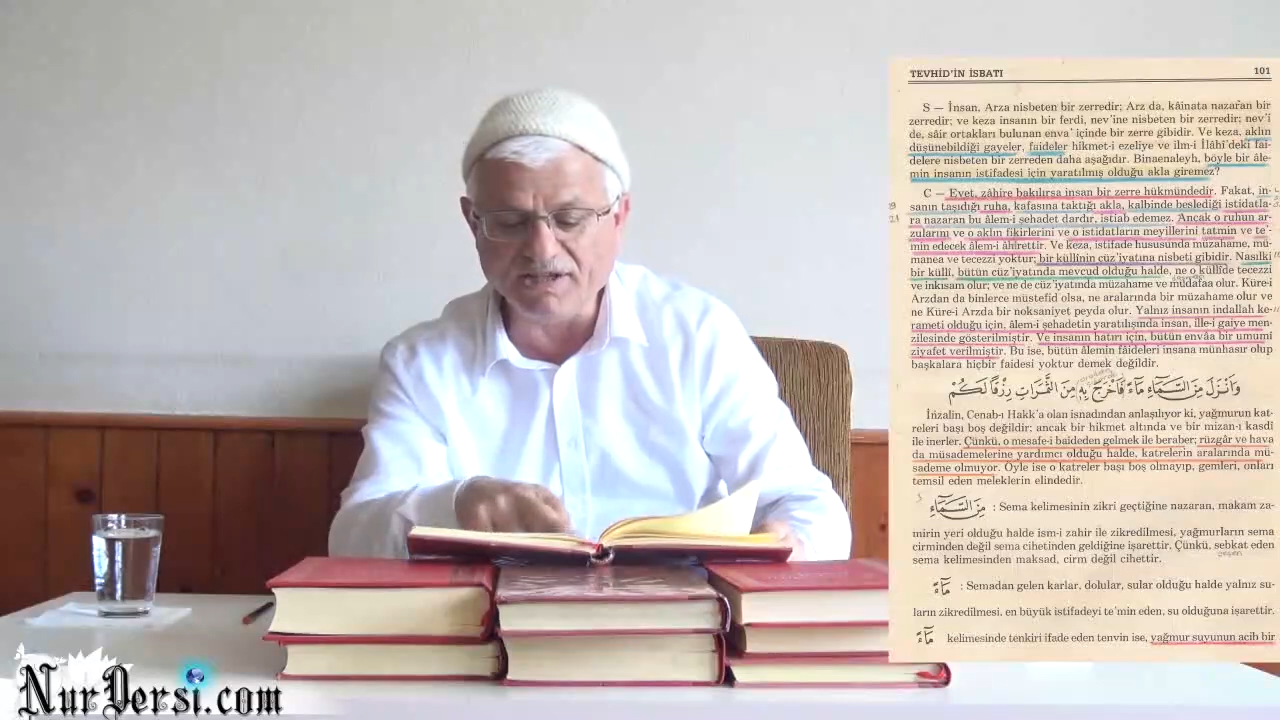 TEVHİD'İN İSBATI 101
S — İnsan, Arza nisbeten bir zerredir; Arz da, kâinata nazaran bir
zerredir; ve keza insanın bir ferdi, nev'ine nisbeten bir zerredir; nev'i
de, sâir ortakları bulunan enva' içinde bir zerre gibidir. Ve keza, aklın
düşünebildiği gayeler, faideler hikmet-i ezeliye ve ilm-i İlâhî'deki fai-
delere nisbeten bir zerreden daha aşağıdır. Binaenaleyh, böyle bir âle-
min insanın istifadesi için yaratılmış olduğu akla giremez?
C — Evet, zâhire bakılırsa insan bir zerre hükmündedir. Fakat, in-
sanın taşıdığı ruha, kafasına taktığı akla, kalbinde beslediği istidatla-
ra nazaran bu âlem-i şehadet dardır, istiab edemez. Ancak o ruhun ar-
zularını ve o aklın fikirlerini ve o istidatların meyillerini tatmin ve te'-
min edecek âlem-i âhirettir. Ve keza, istifade hususunda müzahame, mü-
manea ve tecezzi yoktur; bir küllînin cüz'iyatına nisbeti gibidir. Nasılki
bir küllî, bütün cüz'iyatında mevcud olduğu halde, ne o küllîde tecezzi
ve inkısam olur; ve ne de cüz'iyatında müzahame ve müdafaa olur. Küre-i
Arzdan da binlerce müstefid olsa, ne aralarında bir müzahame olur ve
ne Küre-i Arzda bir noksaniyet peyda olur. Yalnız insanın indallah ke-
rameti olduğu için, âlem-i şehadetin yaratılışında insan, ille-i gaiye men-
zilesinde gösterilmiştir. Ve insanın hatırı için, bütün envâa bir umumî
ziyafet verilmiştir. Bu ise, bütün âlemin fâideleri insana münhasır olup
başkalara hiçbir faidesi yoktur demek değildir.
وَاَنْزَلَ مِنَ السَّمَاۤءِ مَاۤءً فَاَخْرَجَ بِهِ مِنَ الثَّمَرَاتِ رِزْقًا لَكُمْ
İnzalin, Cenab-ı Hakk'a olan isnadından anlaşılıyor ki, yağmurun kat-
releri başı boş değildir; ancak bir hikmet altında ve bir mizan-ı kasdî
ile inerler. Çünkü, o mesafe-i baideden gelmek ile beraber; rüzgâr ve hava
da müsademelerine yardımcı olduğu halde, katrelerin aralarında mü-
sademe olmuyor. Öyle ise o katreler başı boş olmayıp, gemleri, onları
temsil eden meleklerin elindedir.
مِنَ السَّمَاۤءِ : Sema kelimesinin zikri geçtiğine nazaran, makam za-
mirin yeri olduğu halde ism-i zahir ile zikredilmesi, yağmurların sema
cirminden değil sema cihetinden geldiğine işarettir. Çünkü, sebkat eden
geçen
sema kelimesinden maksad, cirm değil cihettir.
مَاۤءً : Semadan gelen karlar, dolular, sular olduğu halde yalnız su-
ların zikredilmesi, en büyük istifadeyi te'min eden, su olduğuna işarettir.
مَاۤءً kelimesinde tenkiri ifade eden tenvin ise, yağmur suyunun acib bir
NurDersi.com